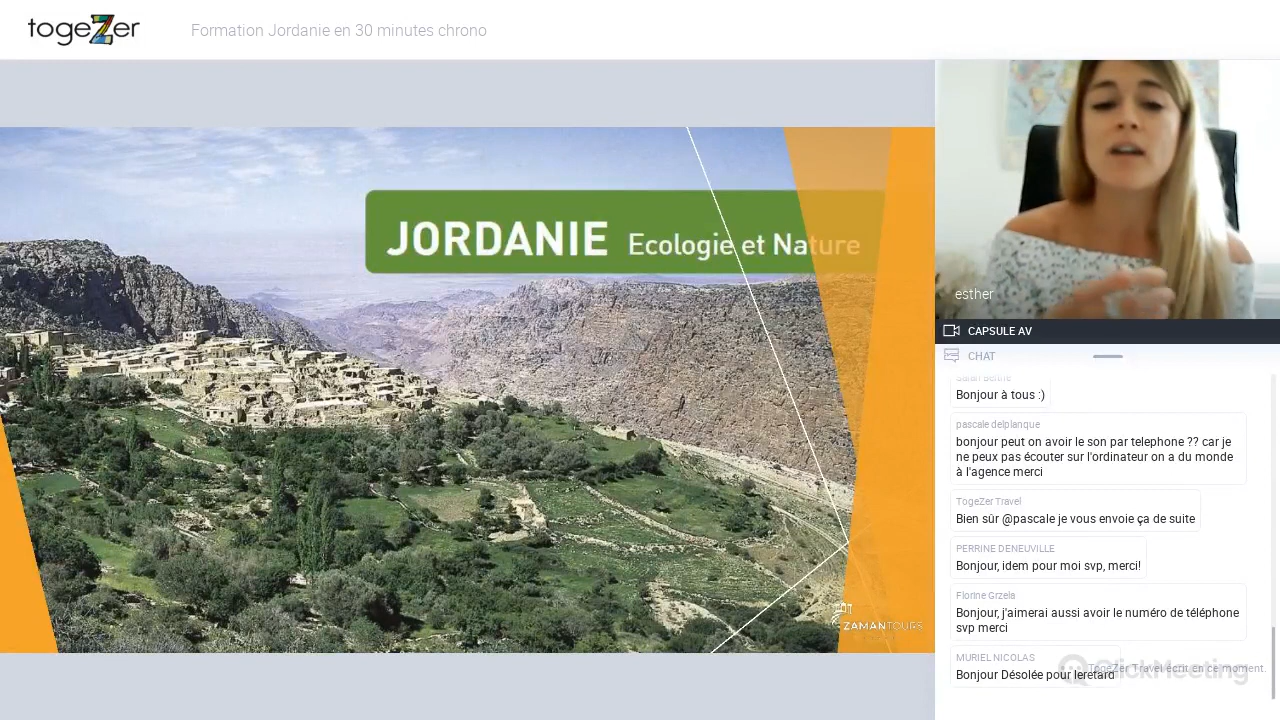 togeZer
Formation Jordanie en 30 minutes chrono
JORDANIE Ecologie et Nature
ZAMANTOURS
esther
CAPSULE AV
CHAT
Sarah Berthe
Bonjour à tous :)
pascale delplanque
bonjour peut on avoir le son par telephone ?? car je
ne peux pas écouter sur l'ordinateur on a du monde
à l'agence merci
TogeZer Travel
Bien sûr @pascale je vous envoie ça de suite
PERRINE DENEUVILLE
Bonjour, idem pour moi svp, merci!
Florine Grzela
Bonjour, j'aimerai aussi avoir le numéro de téléphone
svp merci
MURIEL NICOLAS
Bonjour Désolée pour leretard
TogeZer Travel écrit en ce moment.
ClickMeeting